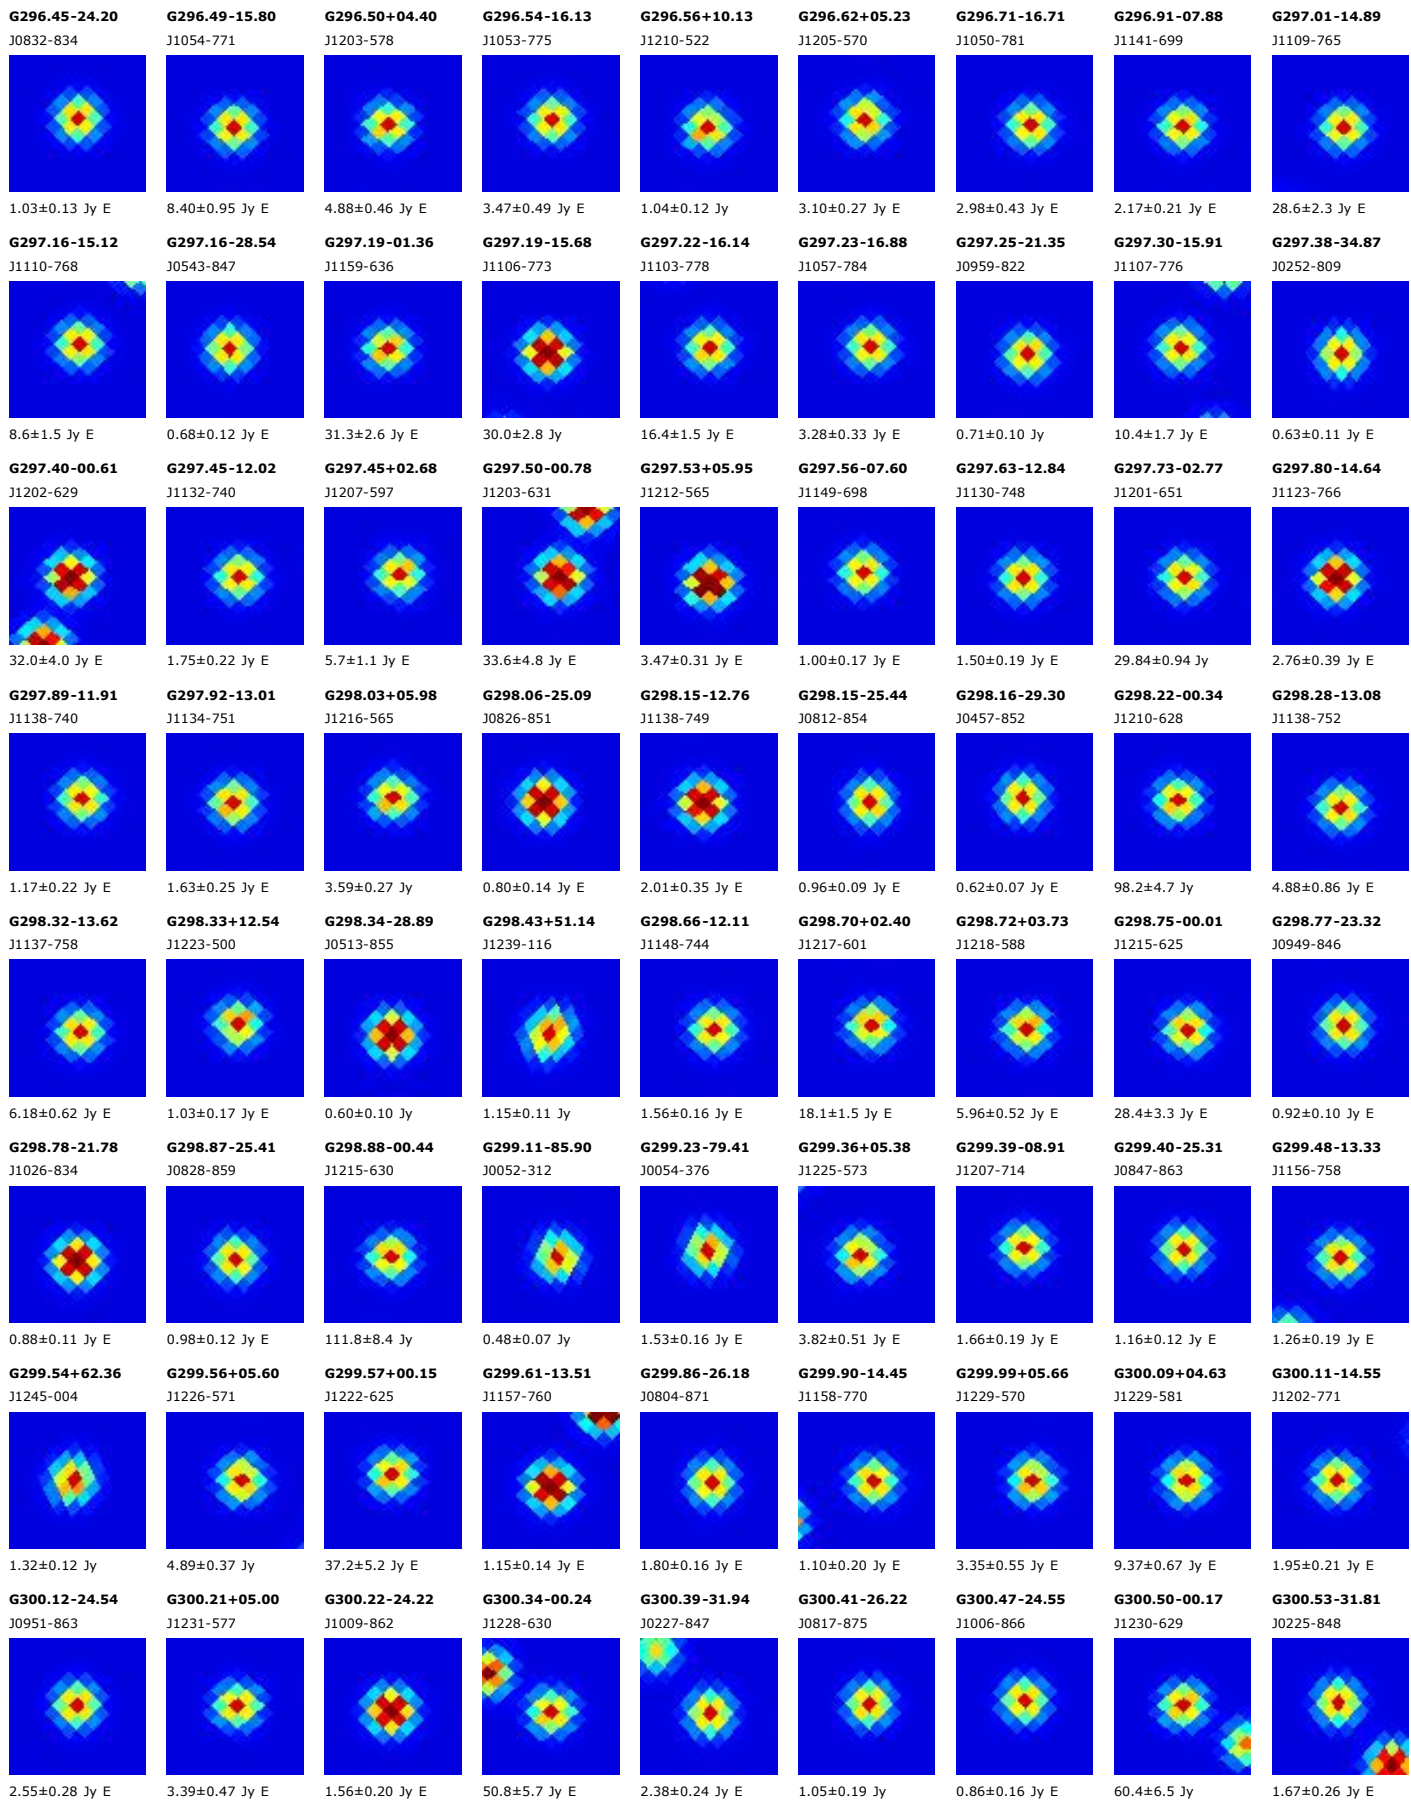 G296.45-24.20 G296.49-15.80 G296.50+04.40 G296.54-16.13 G296.56+10.13 G296.62+05.23 G296.71-16.71 G296.91-07.88 G297.01-14.89
J0832-834 J1054-771 J1203-578 J1053-775 J1210-522 J1205-570 J1050-781 J1141-699 J1109-765
1.03±0.13 Jy E 8.40±0.95 Jy E 4.88±0.46 Jy E 3.47±0.49 Jy E 1.04±0.12 Jy 3.10±0.27 Jy E 2.98±0.43 Jy E 2.17±0.21 Jy E 28.6±2.3 Jy E
G297.16-15.12 G297.16-28.54 G297.19-01.36 G297.19-15.68 G297.22-16.14 G297.23-16.88 G297.25-21.35 G297.30-15.91 G297.38-34.87
J1110-768 J0543-847 J1159-636 J1106-773 J1103-778 J1057-784 J0959-822 J1107-776 J0252-809
8.6±1.5 Jy E 0.68±0.12 Jy E 31.3±2.6 Jy E 30.0±2.8 Jy 16.4±1.5 Jy E 3.28±0.33 Jy E 0.71±0.10 Jy 10.4±1.7 Jy E 0.63±0.11 Jy E
G297.40-00.61 G297.45-12.02 G297.45+02.68 G297.50-00.78 G297.53+05.95 G297.56-07.60 G297.63-12.84 G297.73-02.77 G297.80-14.64
J1202-629 J1132-740 J1207-597 J1203-631 J1212-565 J1149-698 J1130-748 J1201-651 J1123-766
32.0±4.0 Jy E 1.75±0.22 Jy E 5.7±1.1 Jy E 33.6±4.8 Jy E 3.47±0.31 Jy E 1.00±0.17 Jy E 1.50±0.19 Jy E 29.84±0.94 Jy 2.76±0.39 Jy E
G297.89-11.91 G297.92-13.01 G298.03+05.98 G298.06-25.09 G298.15-12.76 G298.15-25.44 G298.16-29.30 G298.22-00.34 G298.28-13.08
J1138-740 J1134-751 J1216-565 J0826-851 J1138-749 J0812-854 J0457-852 J1210-628 J1138-752
1.17±0.22 Jy E 1.63±0.25 Jy E 3.59±0.27 Jy 0.80±0.14 Jy E 2.01±0.35 Jy E 0.96±0.09 Jy E 0.62±0.07 Jy E 98.2±4.7 Jy 4.88±0.86 Jy E
G298.32-13.62 G298.33+12.54 G298.34-28.89 G298.43+51.14 G298.66-12.11 G298.70+02.40 G298.72+03.73 G298.75-00.01 G298.77-23.32
J1137-758 J1223-500 J0513-855 J1239-116 J1148-744 J1217-601 J1218-588 J1215-625 J0949-846
6.18±0.62 Jy E 1.03±0.17 Jy E 0.60±0.10 Jy 1.15±0.11 Jy 1.56±0.16 Jy E 18.1±1.5 Jy E 5.96±0.52 Jy E 28.4±3.3 Jy E 0.92±0.10 Jy E
G298.78-21.78 G298.87-25.41 G298.88-00.44 G299.11-85.90 G299.23-79.41 G299.36+05.38 G299.39-08.91 G299.40-25.31 G299.48-13.33
J1026-834 J0828-859 J1215-630 J0052-312 J0054-376 J1225-573 J1207-714 J0847-863 J1156-758
0.88±0.11 Jy E 0.98±0.12 Jy E 111.8±8.4 Jy 0.48±0.07 Jy 1.53±0.16 Jy E 3.82±0.51 Jy E 1.66±0.19 Jy E 1.16±0.12 Jy E 1.26±0.19 Jy E
G299.54+62.36 G299.56+05.60 G299.57+00.15 G299.61-13.51 G299.86-26.18 G299.90-14.45 G299.99+05.66 G300.09+04.63 G300.11-14.55
J1245-004 J1226-571 J1222-625 J1157-760 J0804-871 J1158-770 J1229-570 J1229-581 J1202-771
1.32±0.12 Jy 4.89±0.37 Jy 37.2±5.2 Jy E 1.15±0.14 Jy E 1.80±0.16 Jy E 1.10±0.20 Jy E 3.35±0.55 Jy E 9.37±0.67 Jy E 1.95±0.21 Jy E
G300.12-24.54 G300.21+05.00 G300.22-24.22 G300.34-00.24 G300.39-31.94 G300.41-26.22 G300.47-24.55 G300.50-00.17 G300.53-31.81
J0951-863 J1231-577 J1009-862 J1228-630 J0227-847 J0817-875 J1006-866 J1230-629 J0225-848
2.55±0.28 Jy E 3.39±0.47 Jy E 1.56±0.20 Jy E 50.8±5.7 Jy E 2.38±0.24 Jy E 1.05±0.19 Jy 0.86±0.16 Jy E 60.4±6.5 Jy 1.67±0.26 Jy E